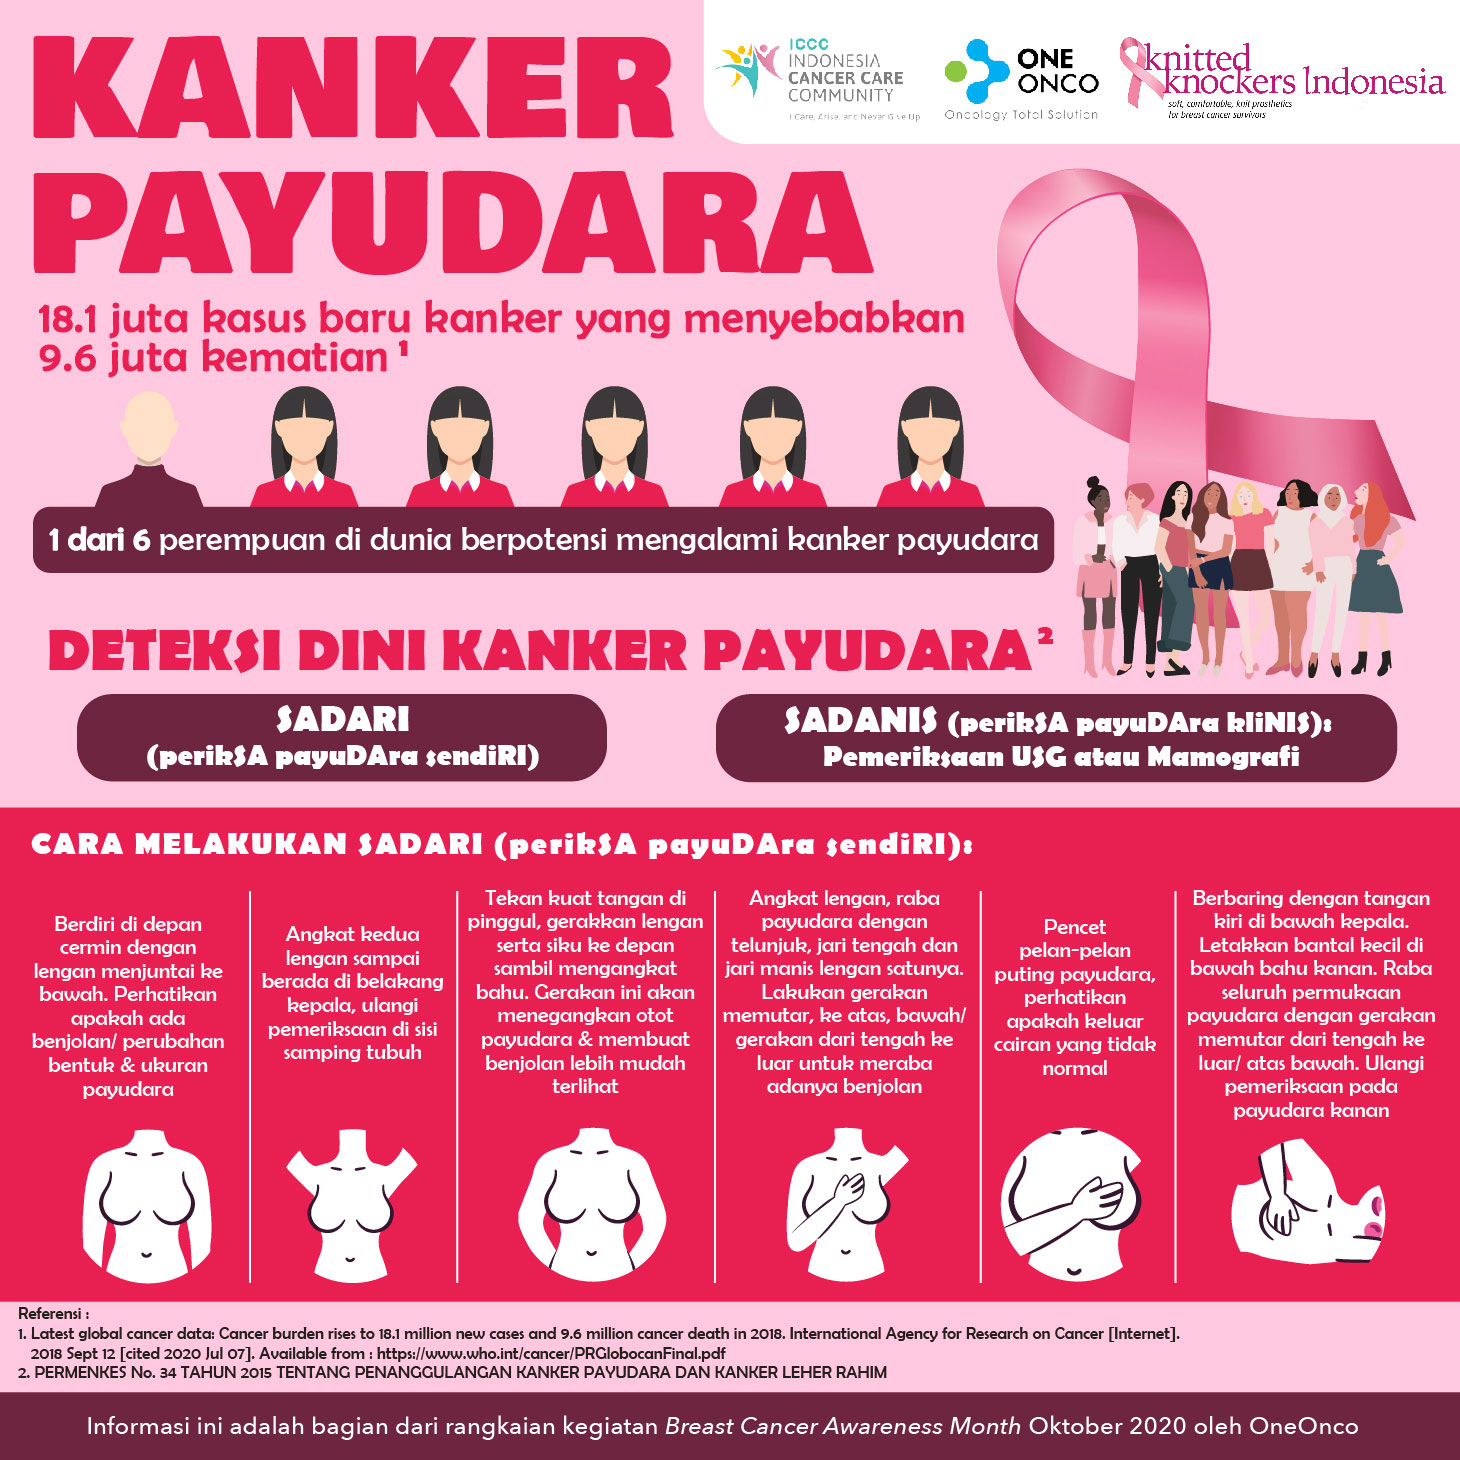 KANKER
PAYUDARA
ICCC
INDONESIA
CANCER CARE
COMMUNITY
I Care, Arise, and Never Give Up
ONE
ONCO
Oncology Total Solution
knitted
knockers Indonesia
soft, comfortable, knit prosthetics
for breast cancer survivors
18.1 juta kasus baru kanker yang menyebabkan
9.6 juta kematian ¹
1 dari 6 perempuan di dunia berpotensi mengalami kanker payudara
DETEKSI DINI KANKER PAYUDARA ²
SADARI
(perikSA payuDAra sendiRI)
SADANIS (perikSA payuDAra kliNIS):
Pemeriksaan USG atau Mamografi
CARA MELAKUKAN SADARI (perikSA payuDAra sendiRI):
Berdiri di depan
cermin dengan
lengan menjuntai ke
bawah. Perhatikan
apakah ada
benjolan/ perubahan
bentuk & ukuran
payudara
Angkat kedua
lengan sampai
berada di belakang
kepala, ulangi
pemeriksaan di sisi
samping tubuh
Tekan kuat tangan di
pinggul, gerakkan lengan
serta siku ke depan
sambil mengangkat
bahu. Gerakan ini akan
menegangkan otot
payudara & membuat
benjolan lebih mudah
terlihat
Angkat lengan, raba
payudara dengan
telunjuk, jari tengah dan
jari manis lengan satunya.
Lakukan gerakan
memutar, ke atas, bawah/
gerakan dari tengah ke
luar untuk meraba
adanya benjolan
Pencet
pelan-pelan
puting payudara,
perhatikan
apakah keluar
cairan yang tidak
normal
Berbaring dengan tangan
kiri di bawah kepala.
Letakkan bantal kecil di
bawah bahu kanan. Raba
seluruh permukaan
payudara dengan gerakan
memutar dari tengah ke
luar/ atas bawah. Ulangi
pemeriksaan pada
payudara kanan
Referensi :
1. Latest global cancer data: Cancer burden rises to 18.1 million new cases and 9.6 million cancer death in 2018. International Agency for Research on Cancer [Internet].
2018 Sept 12 [cited 2020 Jul 07]. Available from : https://www.who.int/cancer/PRGlobocanFinal.pdf
2. PERMENKES No. 34 TAHUN 2015 TENTANG PENANGGULANGAN KANKER PAYUDARA DAN KANKER LEHER RAHIM
Informasi ini adalah bagian dari rangkaian kegiatan Breast Cancer Awareness Month Oktober 2020 oleh OneOnco